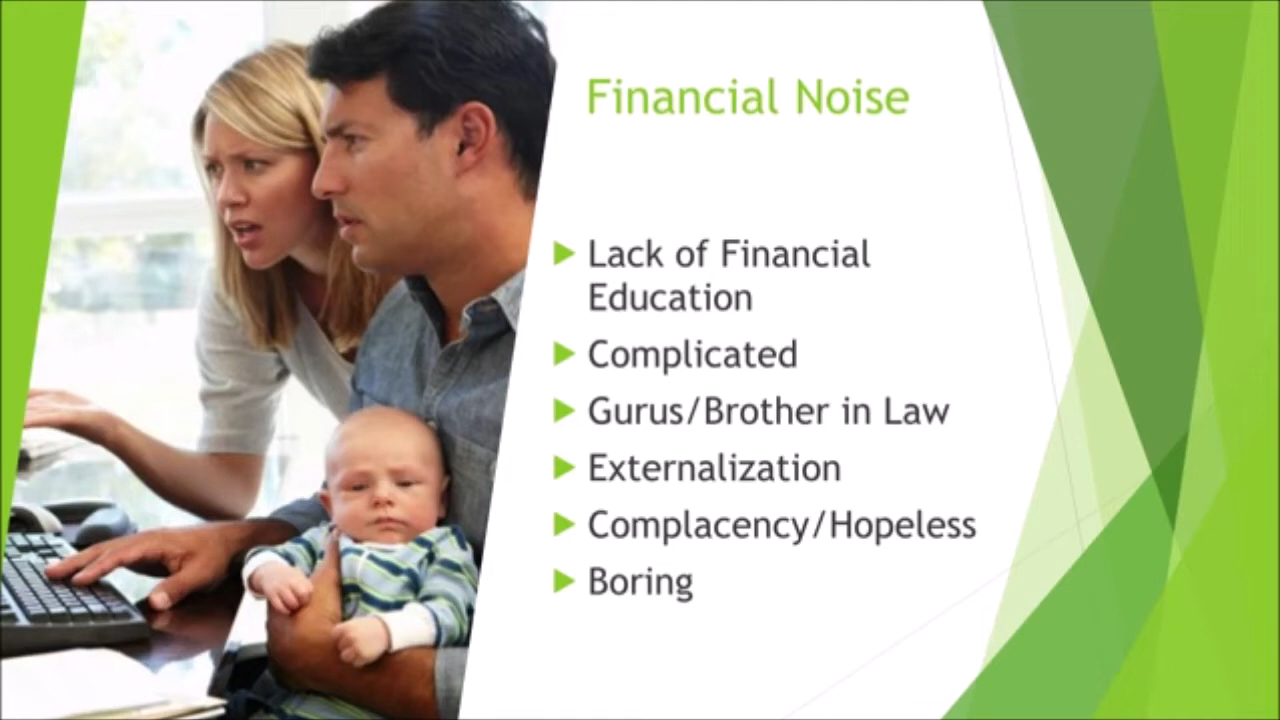 Financial Noise
Lack of Financial
Education
Complicated
Gurus/Brother in Law
Externalization
Complacency/Hopeless
Boring